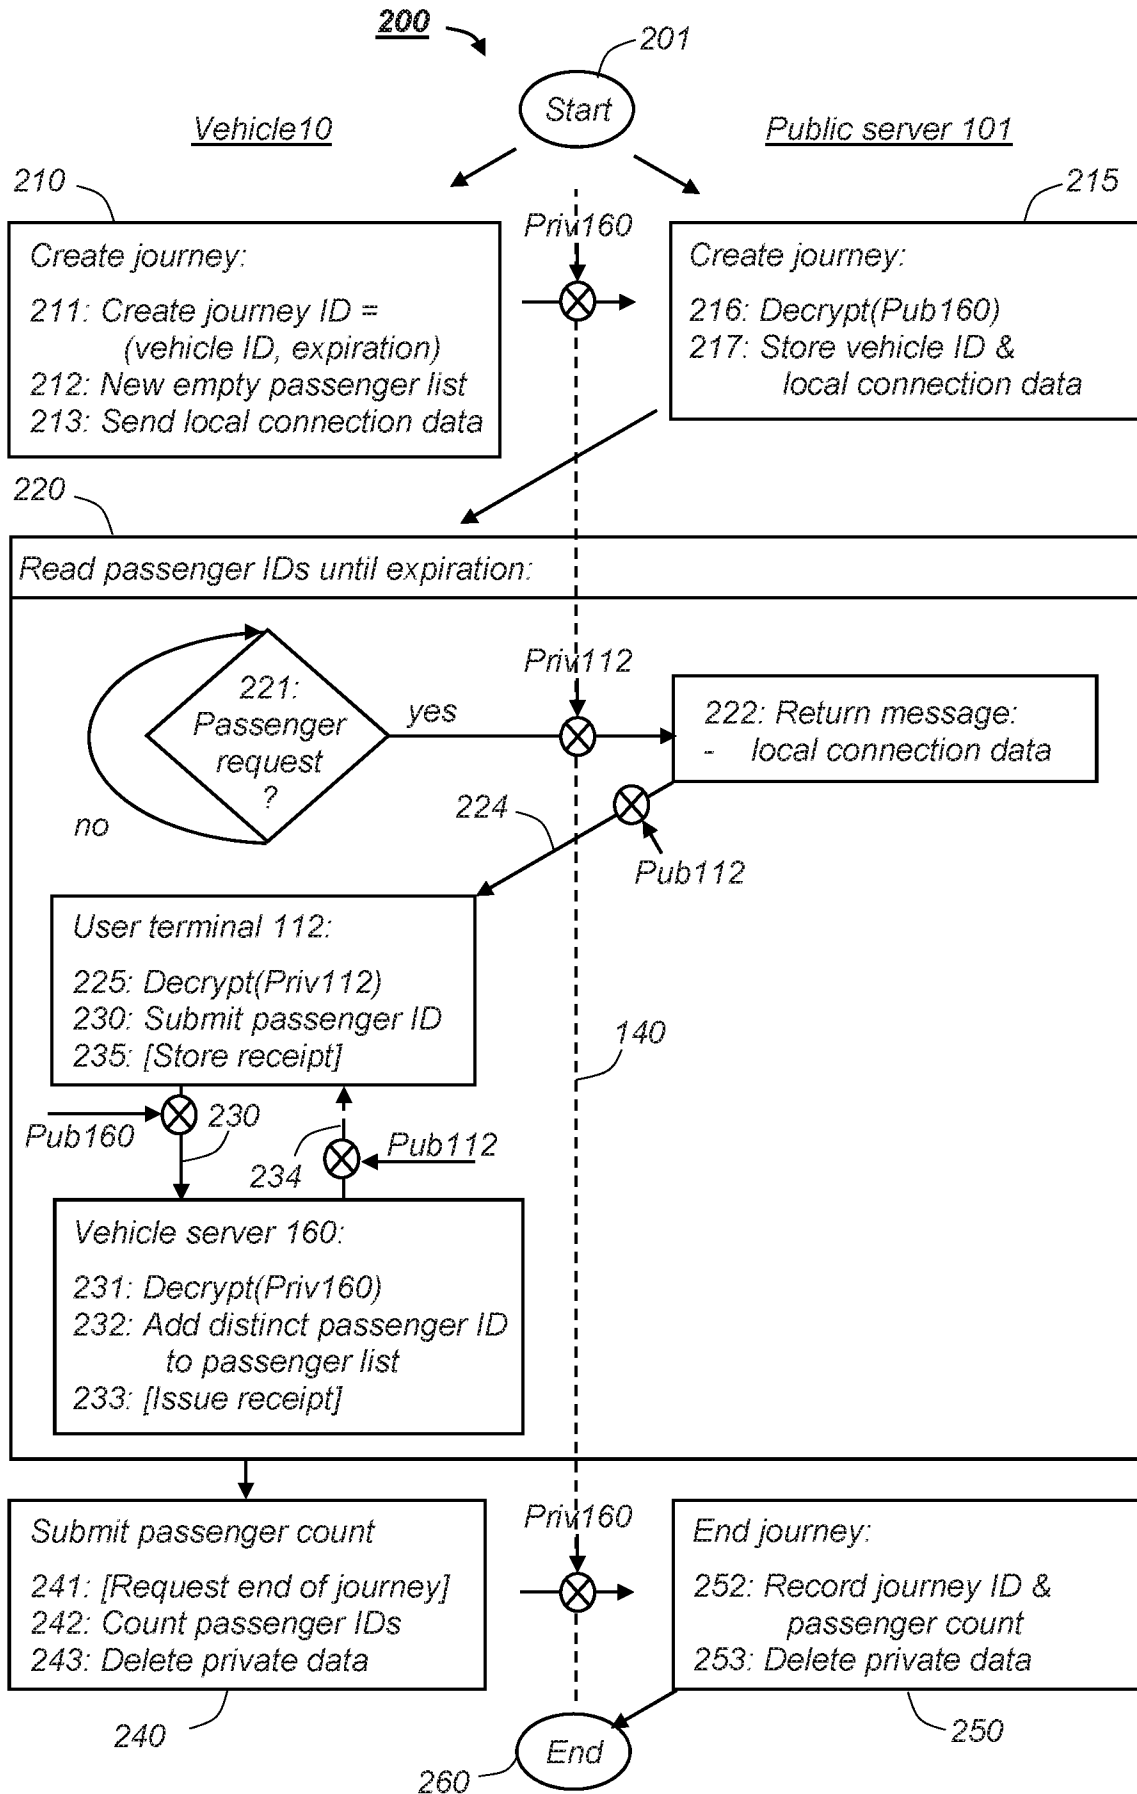 200
201
Start
Vehicle10
Public server 101
210
215
Priv160
Create journey:
211: Create journey ID =
(vehicle ID, expiration)
212: New empty passenger list
213: Send local connection data
Create journey:
216: Decrypt(Pub160)
217: Store vehicle ID &
local connection data
220
Read passenger IDs until expiration:
221:
Passenger
request
?
yes
no
Priv112
222: Return message:
- local connection data
224
Pub112
User terminal 112:
225: Decrypt(Priv112)
230: Submit passenger ID
235: [Store receipt]
140
Pub160
230
234
Pub112
Vehicle server 160:
231: Decrypt(Priv160)
232: Add distinct passenger ID
to passenger list
233: [Issue receipt]
Submit passenger count
241: [Request end of journey]
242: Count passenger IDs
243: Delete private data
Priv160
End journey:
252: Record journey ID &
passenger count
253: Delete private data
240
250
End
260